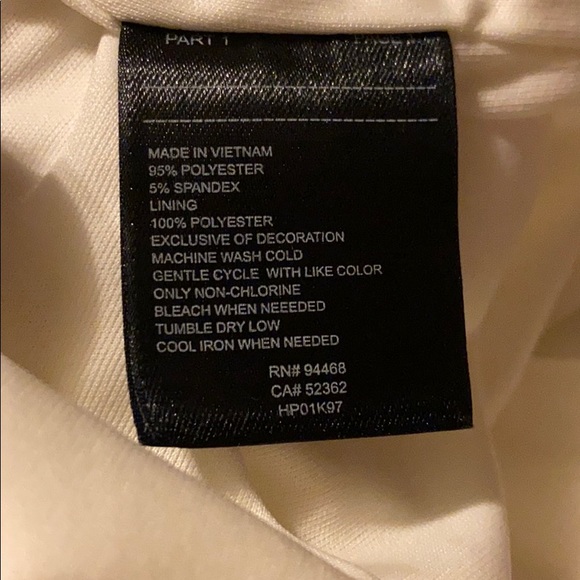 PART 1
MADE IN VIETNAM
95% POLYESTER
5% SPANDEX
LINING
100% POLYESTER
EXCLUSIVE OF DECORATION
MACHINE WASH COLD
GENTLE CYCLE WITH LIKE COLOR
ONLY NON-CHLORINE
BLEACH WHEN NEEEDED
TUMBLE DRY LOW
COOL IRON WHEN NEEDED
RN# 94468
CA# 52362
HP01K97